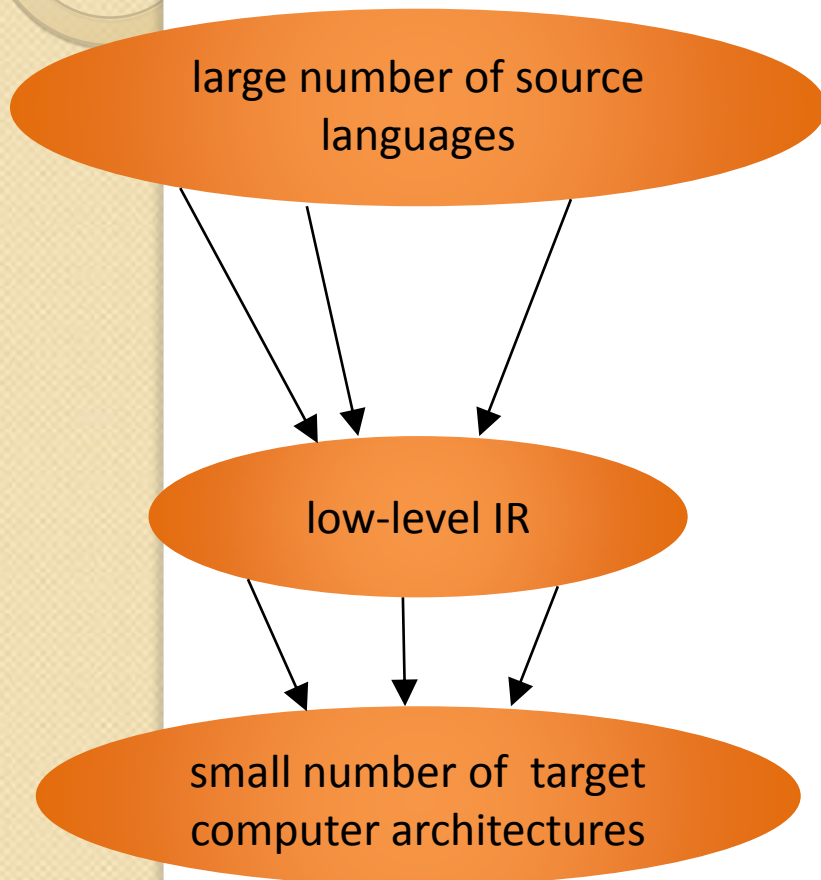 large number of source
languages
low-level IR
small number of  target
computer architectures